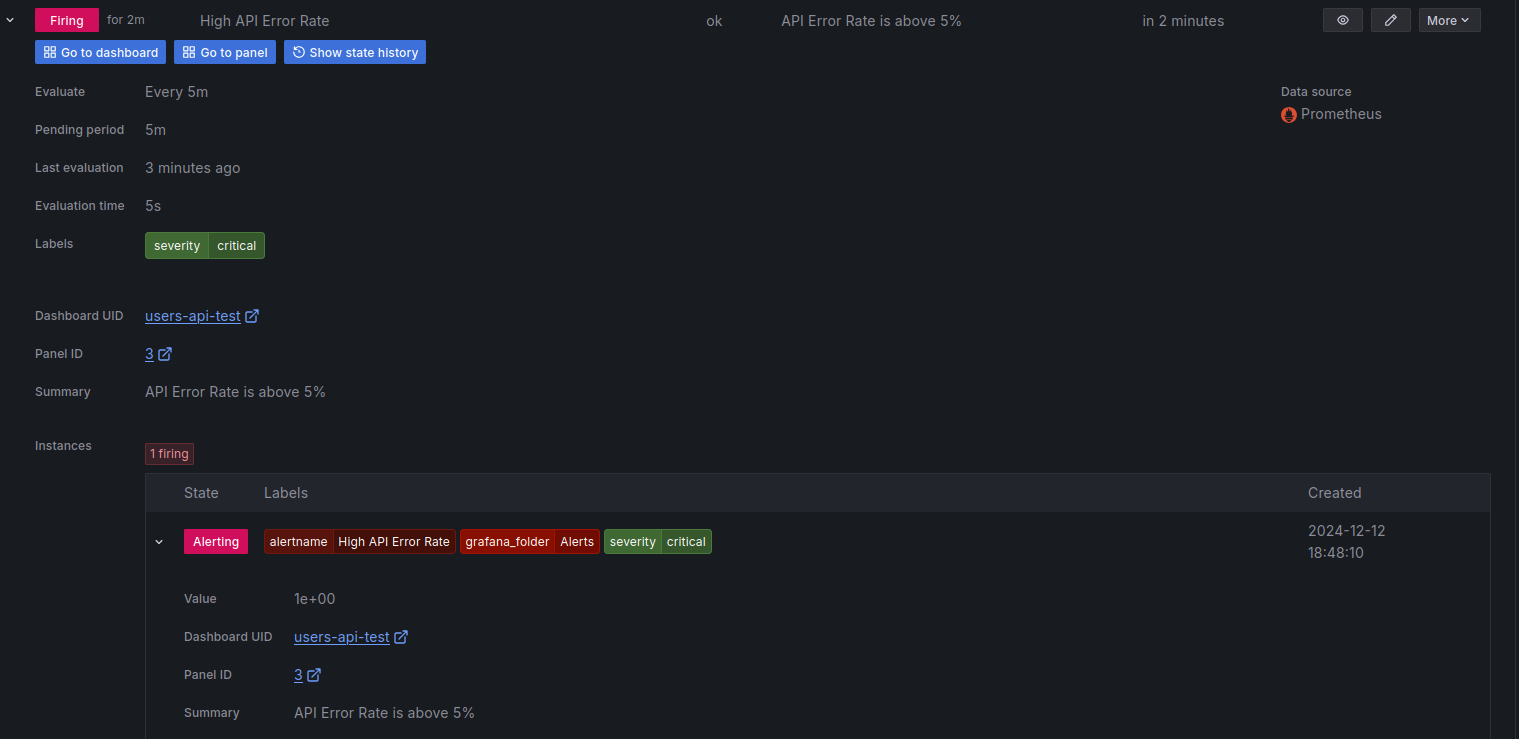 Firing for 2m High API Error Rate ok API Error Rate is above 5% in 2 minutes More
Go to dashboard Go to panel Show state history
Evaluate Every 5m Data source
Prometheus
Pending period 5m
Last evaluation 3 minutes ago
Evaluation time 5s
Labels severity critical
Dashboard UID users-api-test
Panel ID 3
Summary API Error Rate is above 5%
Instances 1 firing
State Labels Created
Alerting alertname High API Error Rate grafana_folder Alerts severity critical 2024-12-12
18:48:10
Value 1e+00
Dashboard UID users-api-test
Panel ID 3
Summary API Error Rate is above 5%